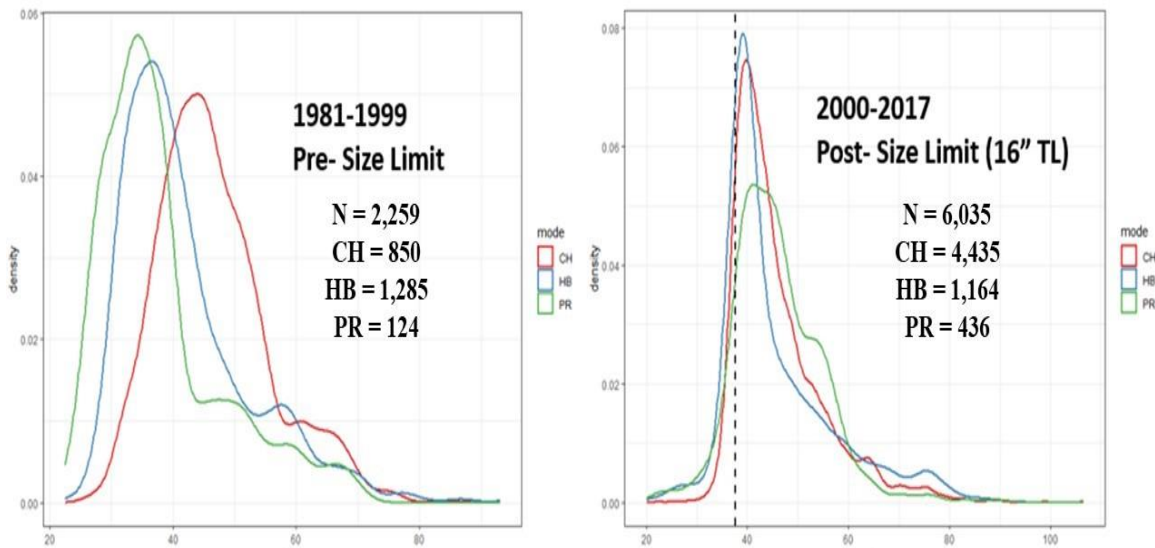 0.06
0.04
0.02
0.00
density
20
40
60
80
1981-1999
Pre- Size Limit
N = 2,259
CH = 850
HB = 1,285
PR = 124
mode
CH
HB
PR
0.08
0.06
0.04
0.02
0.00
density
20
40
60
80
100
2000-2017
Post- Size Limit (16” TL)
N = 6,035
CH = 4,435
HB = 1,164
PR = 436
mode
CH
HB
PR